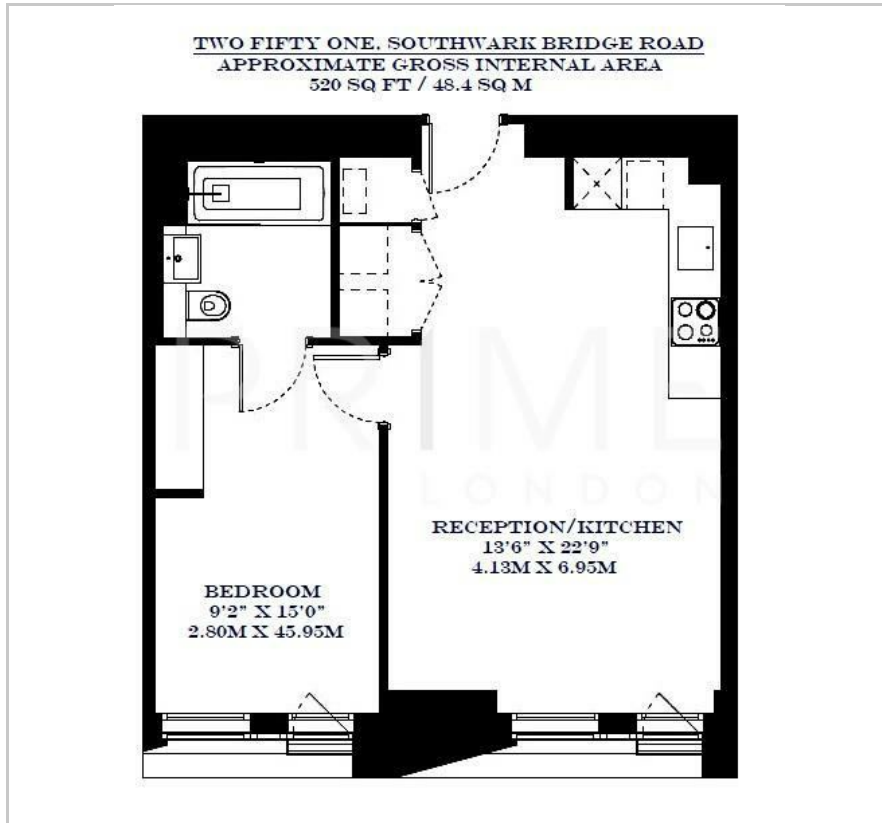 TWO FIFTY ONE, SOUTHWARK BRIDGE ROAD
APPROXIMATE GROSS INTERNAL AREA
520 SQ FT / 48.4 SQ M
PRIME
LONDON
RECEPTION/KITCHEN
13'6" X 22'9"
4.13M X 6.95M
BEDROOM
9'2" X 15'0"
2.80M X 45.95M